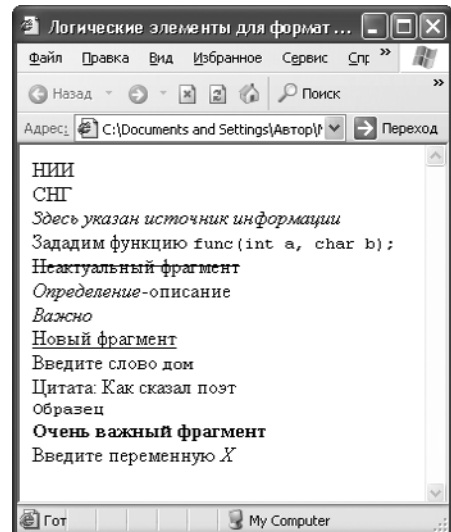 Логические элементы для формат ...
Файл Правка Вид Избранное Сервис Спр »
Назад Поиск »
Адрес: C:\Documents and Settings\Автор\ Переход
НИИ
СНГ
Здесь указан источник информации
Зададим функцию func(int a, char b);
Неактуальный фрагмент
Определение-описание
Важно
Новый фрагмент
Введите слово дом
Цитата: Как сказал поэт
Образец
Очень важный фрагмент
Введите переменную X
Гот My Computer